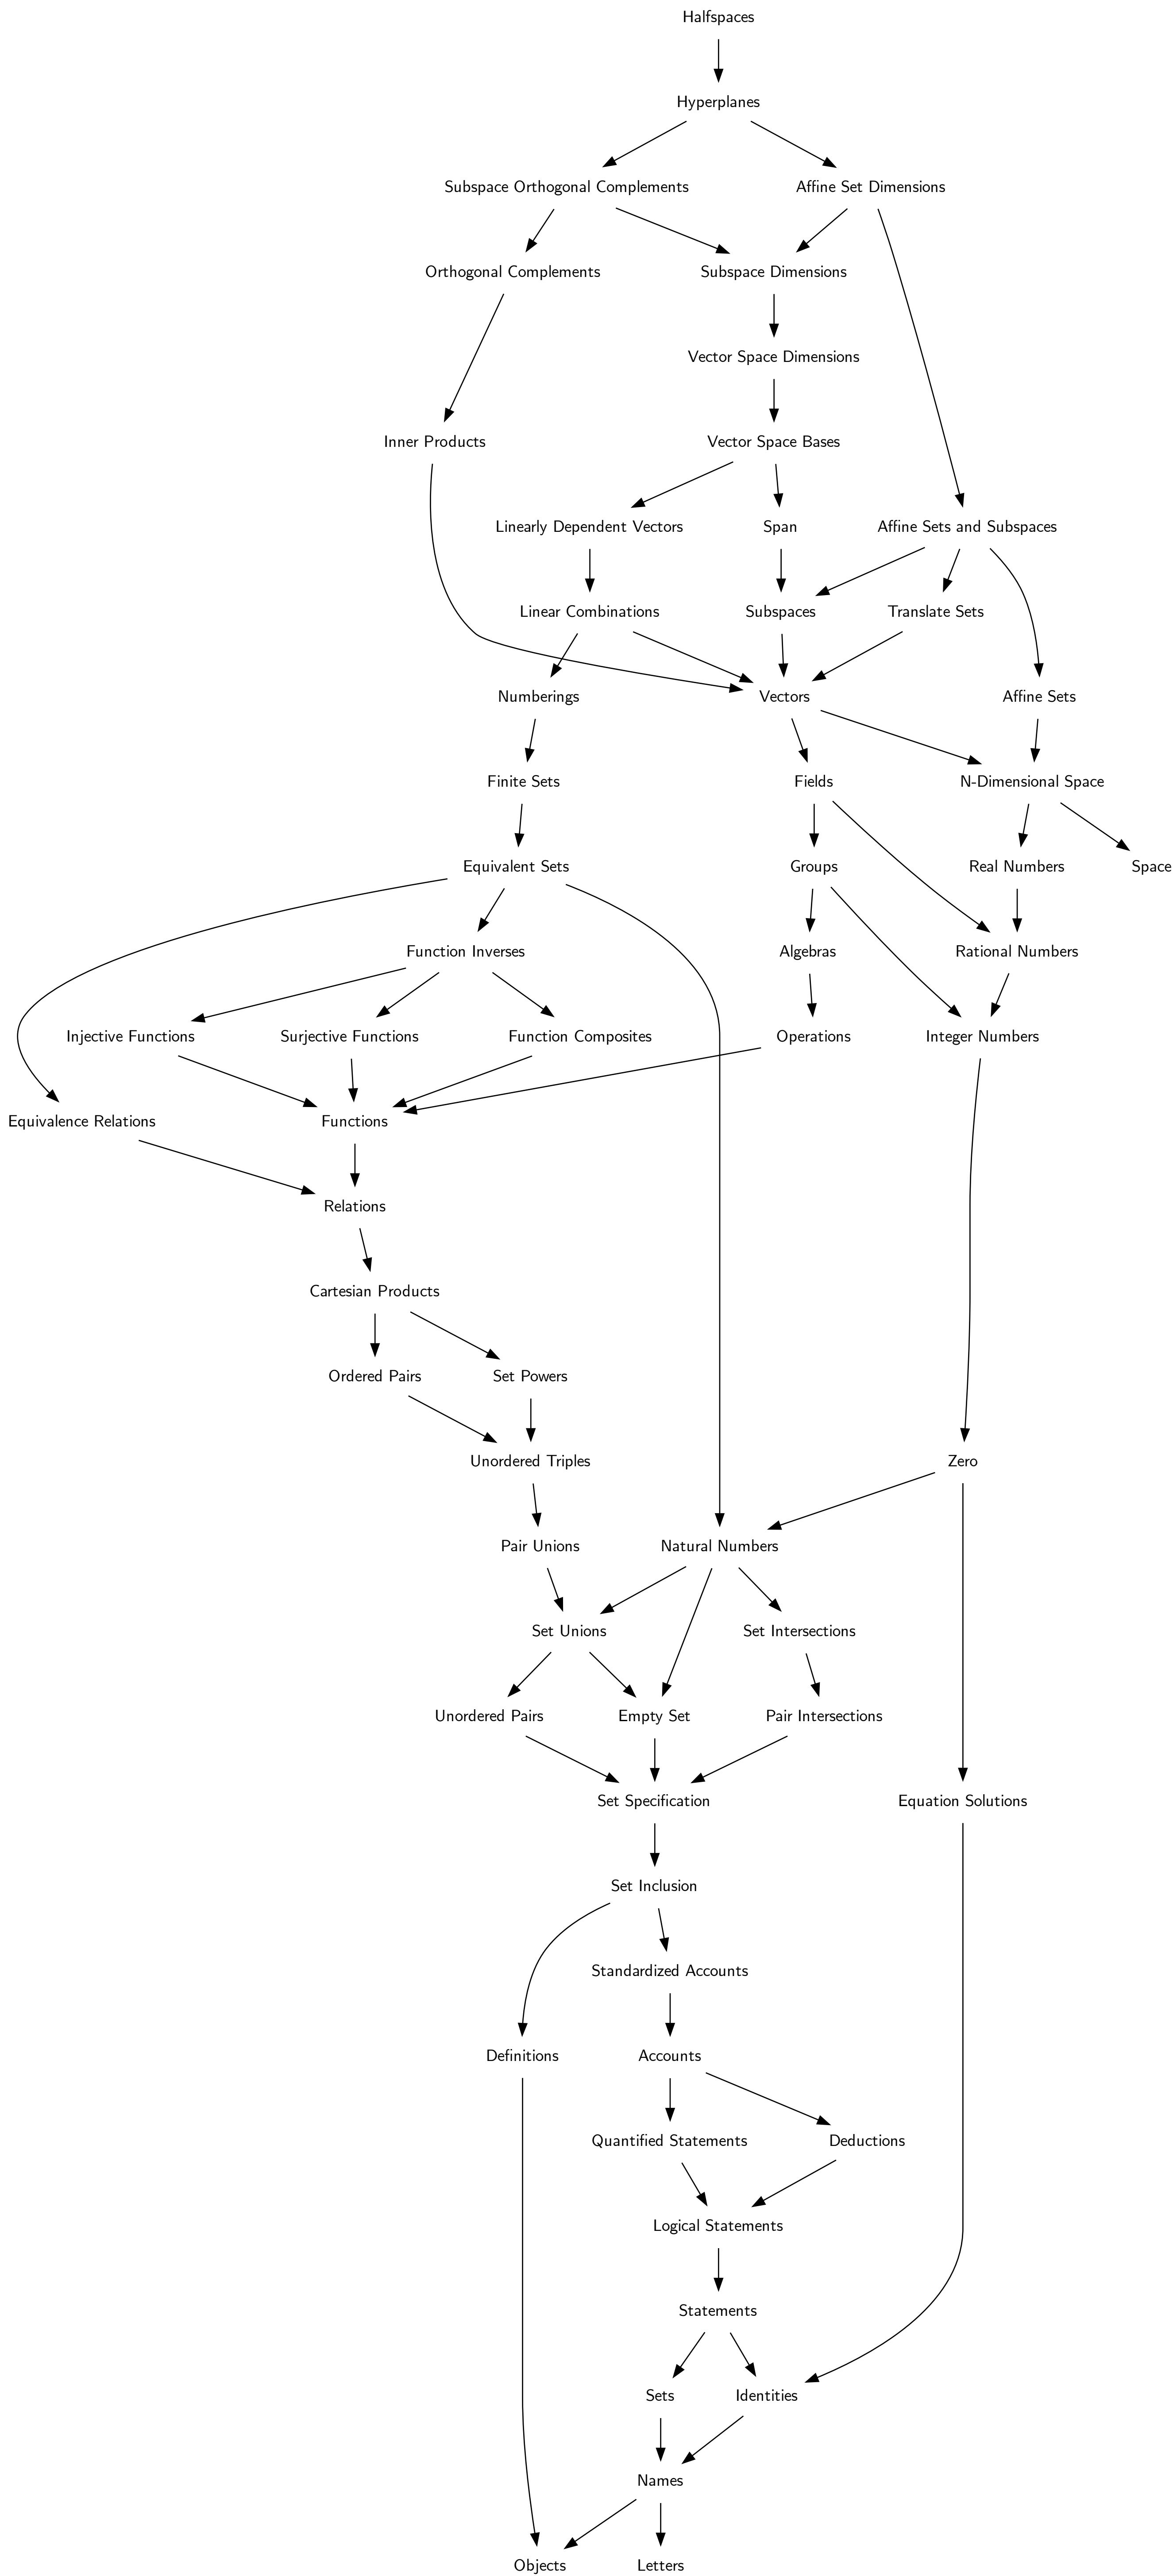 Halfspaces
Hyperplanes
Subspace Orthogonal Complements
Affine Set Dimensions
Orthogonal Complements
Subspace Dimensions
Vector Space Dimensions
Inner Products
Vector Space Bases
Linearly Dependent Vectors
Span
Affine Sets and Subspaces
Linear Combinations
Subspaces
Translate Sets
Numberings
Vectors
Affine Sets
Finite Sets
Fields
N-Dimensional Space
Equivalent Sets
Groups
Real Numbers
Space
Function Inverses
Algebras
Rational Numbers
Injective Functions
Surjective Functions
Function Composites
Operations
Integer Numbers
Equivalence Relations
Functions
Relations
Cartesian Products
Ordered Pairs
Set Powers
Unordered Triples
Zero
Pair Unions
Natural Numbers
Set Unions
Set Intersections
Unordered Pairs
Empty Set
Pair Intersections
Set Specification
Equation Solutions
Set Inclusion
Standardized Accounts
Definitions
Accounts
Quantified Statements
Deductions
Logical Statements
Statements
Sets
Identities
Names
Objects
Letters